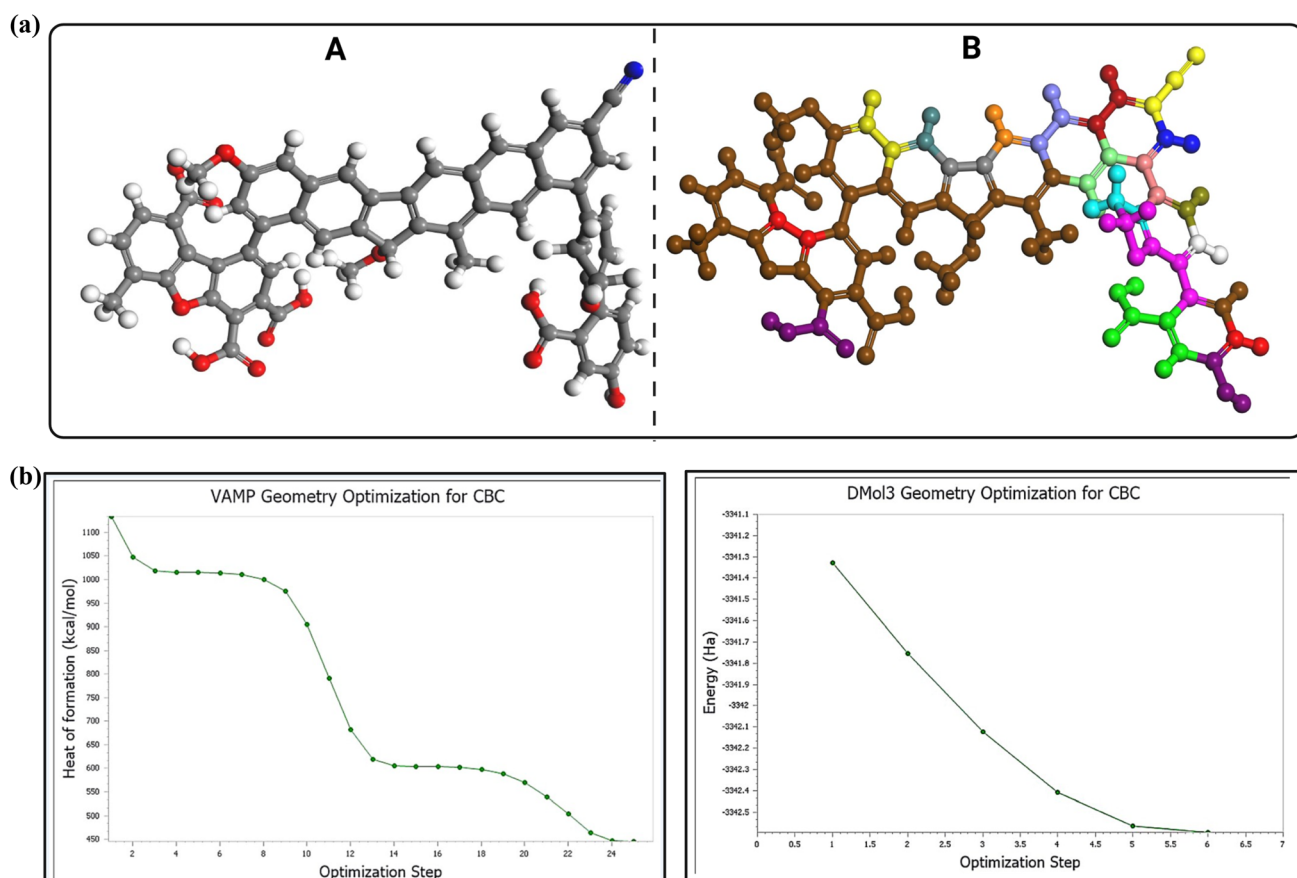 (a)
A
B
(b)
VAMP Geometry Optimization for CBC
Heat of formation (kcal/mol)
1100
1050
1000
950
900
850
800
750
700
650
600
550
500
450
2 4 6 8 10 12 14 16 18 20 22 24
Optimization Step
DMol3 Geometry Optimization for CBC
Energy (Ha)
-3341.1
-3341.2
-3341.3
-3341.4
-3341.5
-3341.6
-3341.7
-3341.8
-3341.9
-3342
-3342.1
-3342.2
-3342.3
-3342.4
-3342.5
0 0.5 1 1.5 2 2.5 3 3.5 4 4.5 5 5.5 6 6.5 7
Optimization Step